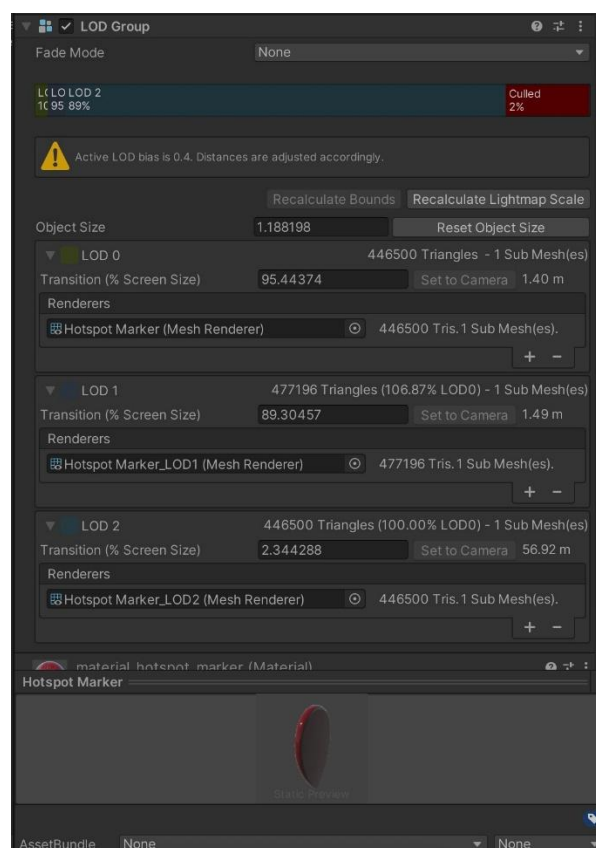 LOD Group
Fade Mode None
L( LO LOD 2 Culled
1( 95 89% 2%
Active LOD bias is 0.4. Distances are adjusted accordingly.
Recalculate Bounds Recalculate Lightmap Scale
Object Size 1.188198 Reset Object Size
LOD 0 446500 Triangles - 1 Sub Mesh(es)
Transition (% Screen Size) 95.44374 Set to Camera 1.40 m
Renderers
Hotspot Marker (Mesh Renderer) 446500 Tris. 1 Sub Mesh(es).
+ -
LOD 1 477196 Triangles (106.87% LOD0) - 1 Sub Mesh(es)
Transition (% Screen Size) 89.30457 Set to Camera 1.49 m
Renderers
Hotspot Marker_LOD1 (Mesh Renderer) 477196 Tris. 1 Sub Mesh(es).
+ -
LOD 2 446500 Triangles (100.00% LOD0) - 1 Sub Mesh(es)
Transition (% Screen Size) 2.344288 Set to Camera 56.92 m
Renderers
Hotspot Marker_LOD2 (Mesh Renderer) 446500 Tris. 1 Sub Mesh(es).
+ -
material_hotspot_marker (Material)
Hotspot Marker
Static Preview
AssetBundle None None